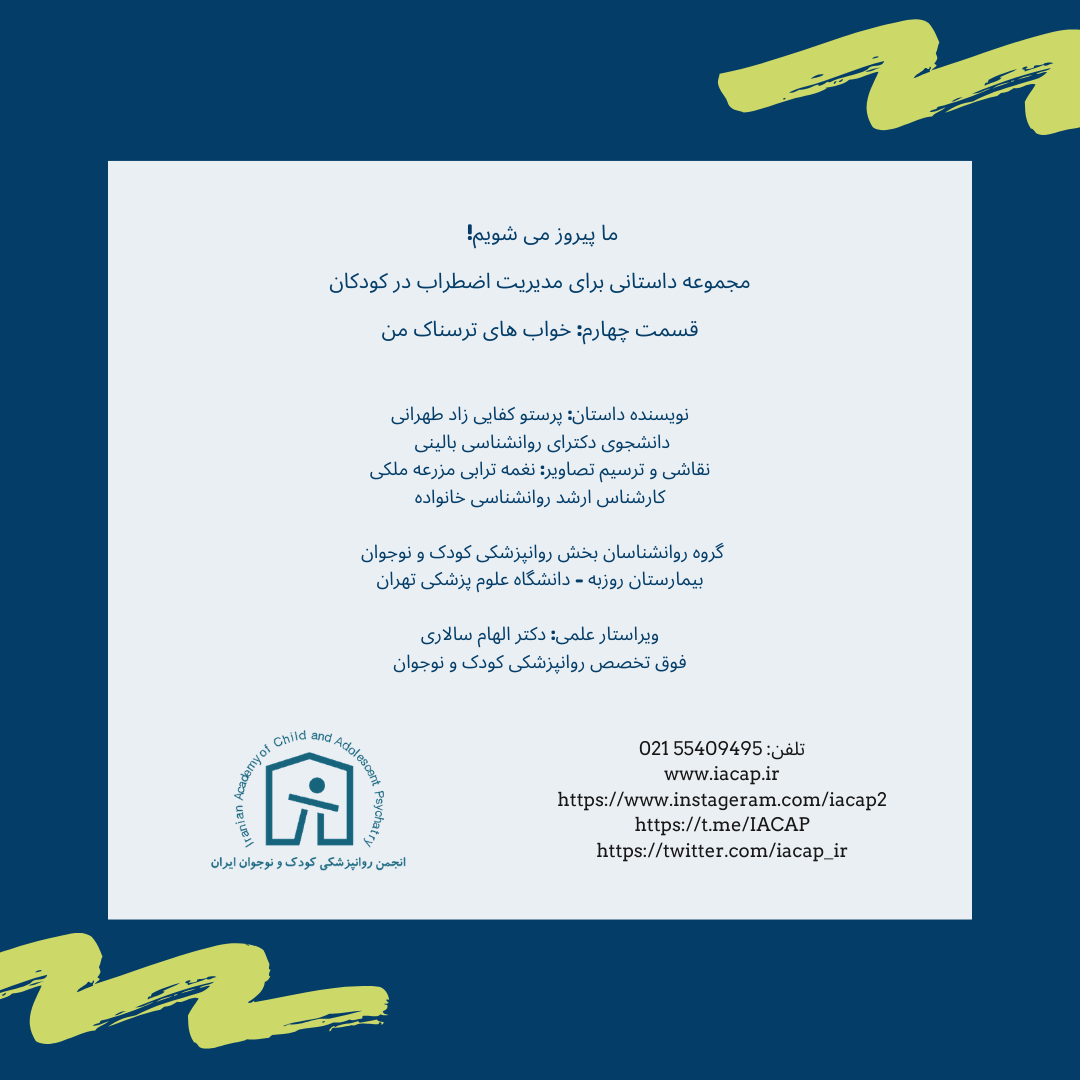 ما پیروز می شویم!
مجموعه داستانی برای مدیریت اضطراب در کودکان
قسمت چهارم: خواب های ترسناک من
نویسنده داستان: پرستو کفایی زاد طهرانی
دانشجوی دکترای روانشناسی بالینی
نقاشی و ترسیم تصاویر: نغمه ترابی مزرعه ملکی
کارشناس ارشد روانشناسی خانواده
گروه روانشناسان بخش روانپزشکی کودک و نوجوان
بیمارستان روزبه - دانشگاه علوم پزشکی تهران
ویراستار علمی: دکتر الهام سالاری
فوق تخصص روانپزشکی کودک و نوجوان
تلفن: 55409495 021
www.iacap.ir
https://www.instageram.com/iacap2
https://t.me/IACAP
https://twitter.com/iacap_ir
Iranian Academy of Child and Adolescent Psychatry
انجمن روانپزشکی کودک و نوجوان ایران